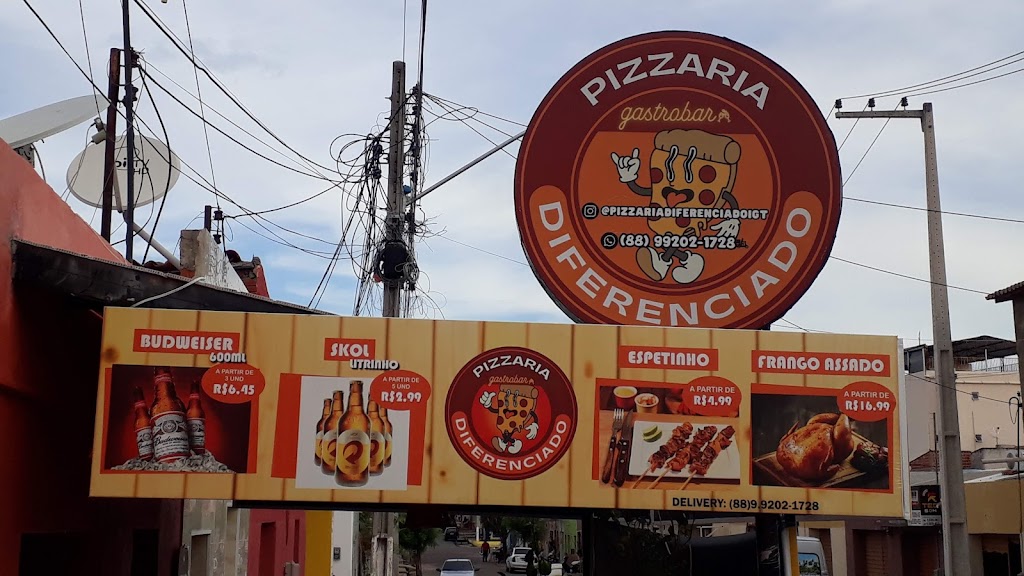 PIZZARIA
gastrobar
@PIZZARIADIFERENCIADOIGT
(88) 99202-1728
DIFERENCIADO
BUDWEISER
600ML
A PARTIR DE
3 UND
R$6.45
Budweiser
SKOL
LITRINHO
A PARTIR DE
5 UND
R$2.99
PIZZARIA
gastrobar
DIFERENCIADO
ESPETINHO
A PARTIR DE
R$4.99
FRANGO ASSADO
A PARTIR DE
R$16.99
DELIVERY: (88)9.9202-1728